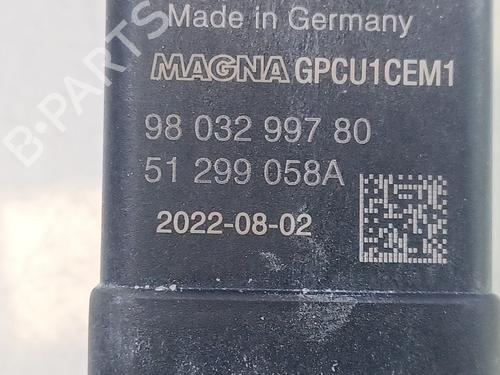 Made in Germany
MAGNA GPCU1CEM1
98 032 997 80
51 299 058A
2022-08-02
B-PARTS